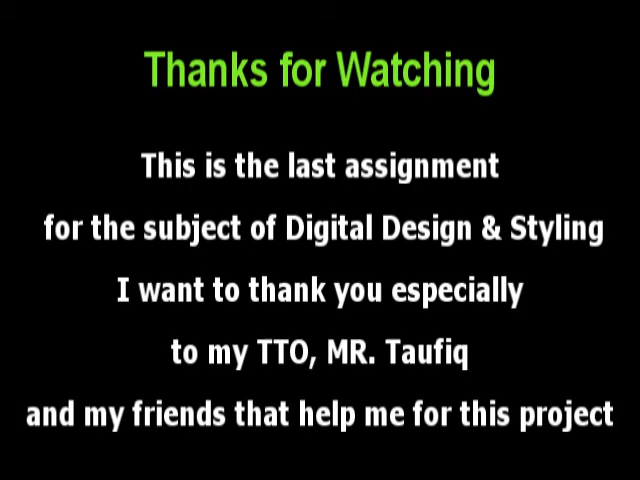 Thanks for Watching
This is the last assignment
for the subject of Digital Design & Styling
I want to thank you especially
to my TTO, MR. Taufiq
and my friends that help me for this project